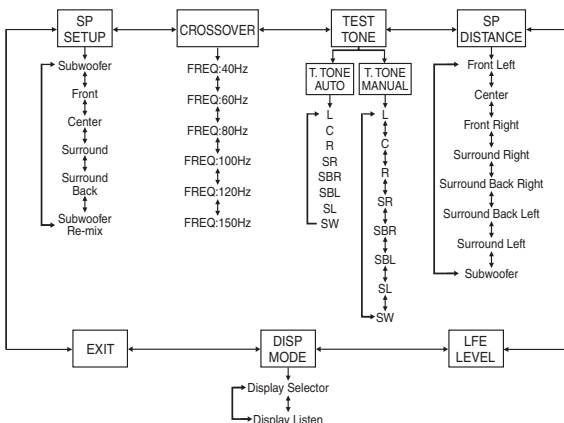 SP
SETUP
CROSSOVER
TEST
TONE
SP
DISTANCE
Subwoofer
Front
Center
Surround
Surround
Back
Subwoofer
Re-mix
FREQ:40Hz
FREQ:60Hz
FREQ:80Hz
FREQ:100Hz
FREQ:120Hz
FREQ:150Hz
T. TONE
AUTO
L
C
R
SR
SBR
SBL
SL
SW
T. TONE
MANUAL
L
C
R
SR
SBR
SBL
SL
SW
Front Left
Center
Front Right
Surround Right
Surround Back Right
Surround Back Left
Surround Left
Subwoofer
EXIT
DISP
MODE
LFE
LEVEL
Display Selector
Display Listen